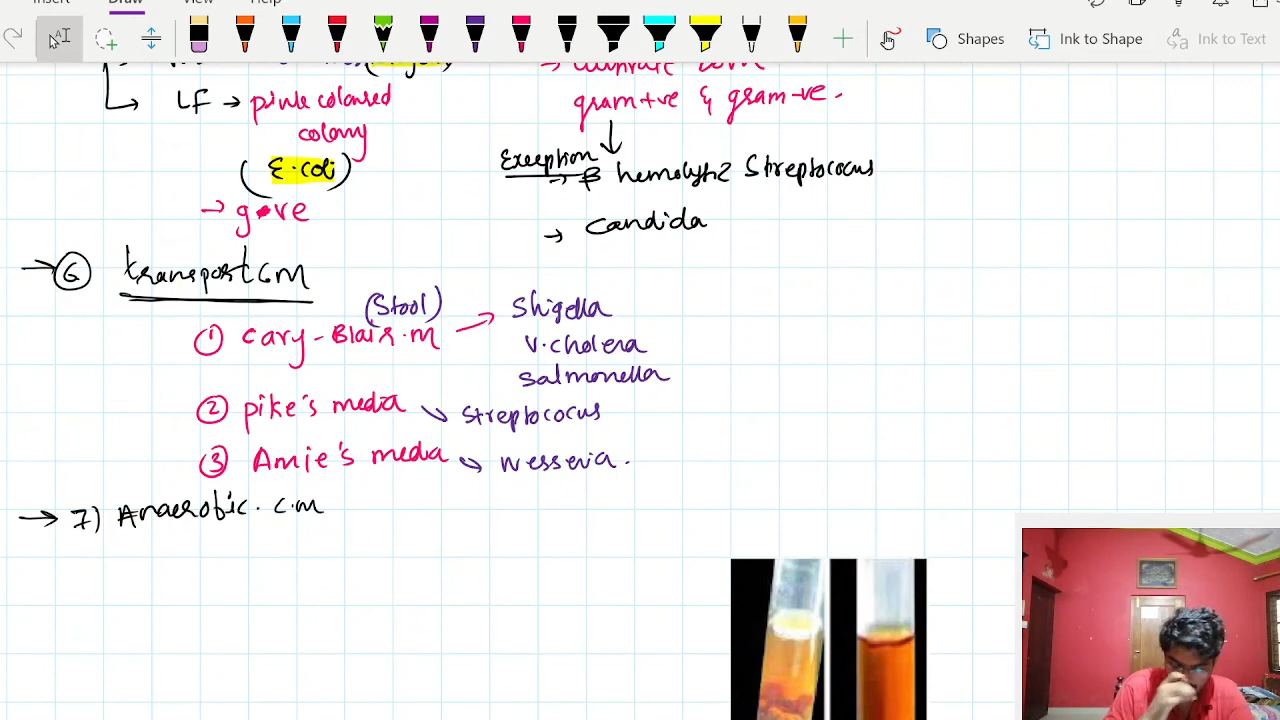 Insert Draw View Help
Shapes
Ink to Shape
Ink to Text
LF → pink coloured
colony
(E.coli)
→ g-ve
gram+ve & gram-ve.
Exception
→ β hemolytic Streptococus
→ candida
→ 6 transport C M
(Stool)
① Cary-Blair.M → Shigella
V.cholera
Salmonella
② pike's media ↘ Streptococus
③ Amie's media ↘ Nesseria.
→ 7) Anaerobic. C.M